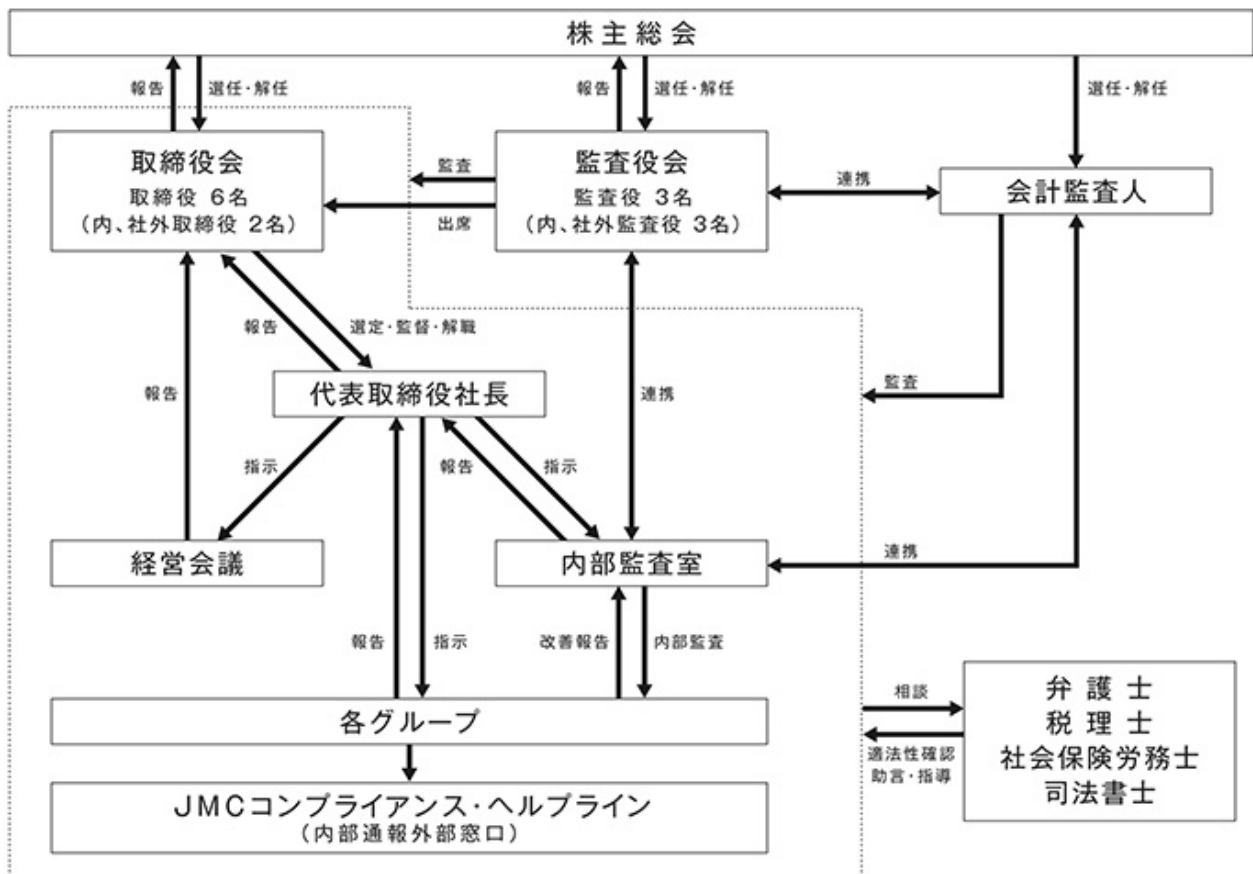 株主総会
報告
選任・解任
報告
選任・解任
選任・解任
取締役会
取締役 6名
（内、社外取締役 2名）
監査
出席
監査役会
監査役 3名
（内、社外監査役 3名）
連携
会計監査人
報告
選定・監督・解職
報告
代表取締役社長
連携
監査
指示
報告
指示
経営会議
内部監査室
連携
報告
指示
改善報告
内部監査
各グループ
JMCコンプライアンス・ヘルプライン
（内部通報外部窓口）
相談
適法性確認
助言・指導
弁護士
税理士
社会保険労務士
司法書士